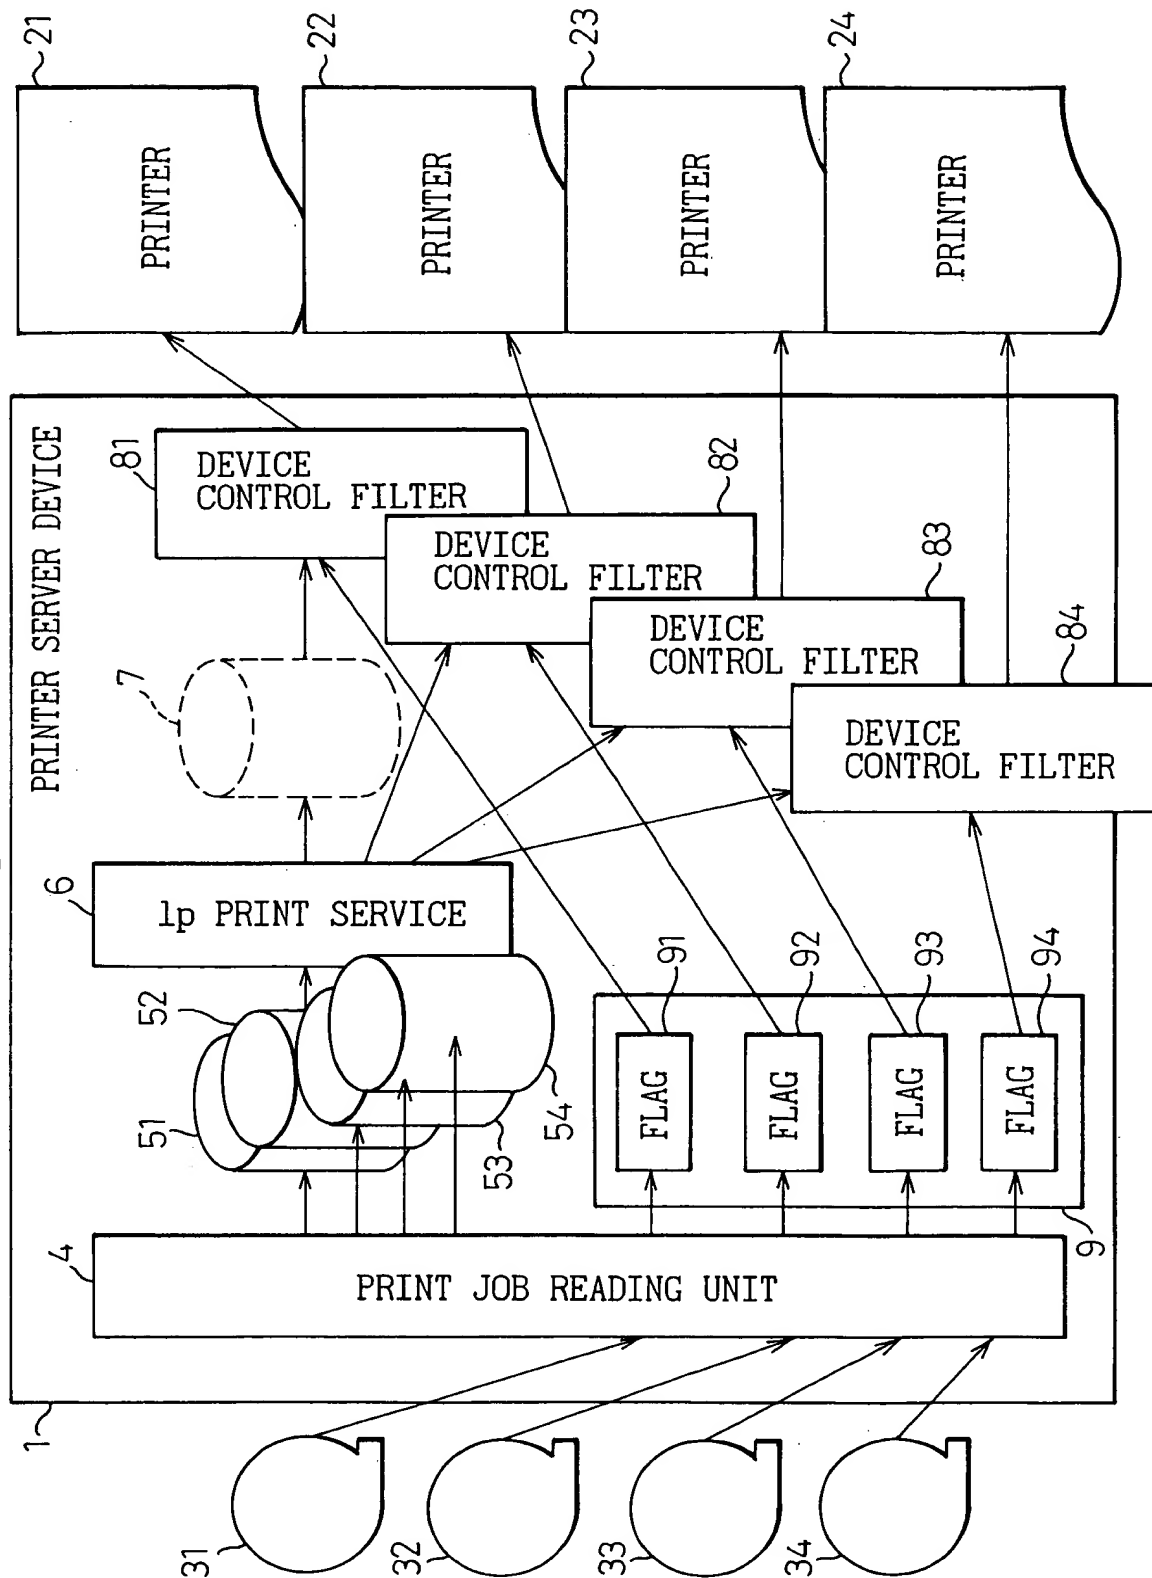 PRINTER SERVER DEVICE
1
31
32
33
34
4
PRINT JOB READING UNIT
51
52
53
54
6
lp PRINT SERVICE
7
9
FLAG
91
FLAG
92
FLAG
93
FLAG
94
81
DEVICE
CONTROL FILTER
82
DEVICE
CONTROL FILTER
83
DEVICE
CONTROL FILTER
84
DEVICE
CONTROL FILTER
21
PRINTER
22
PRINTER
23
PRINTER
24
PRINTER